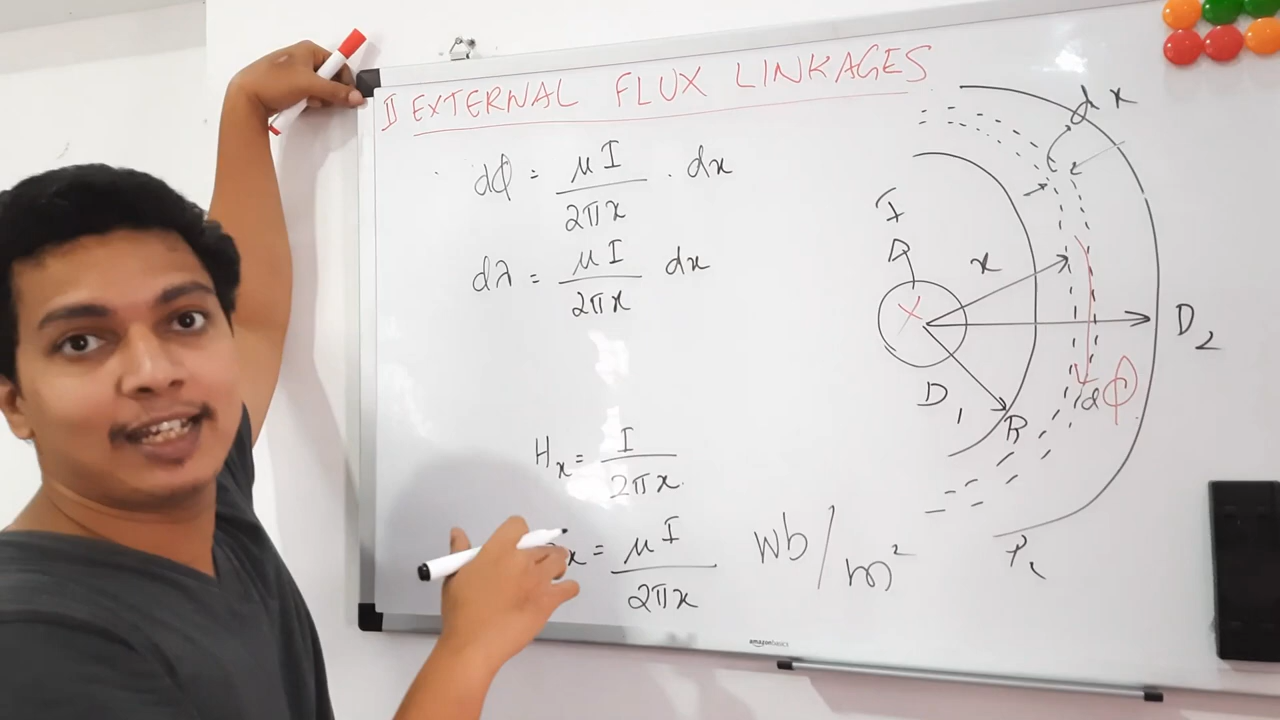 II EXTERNAL FLUX LINKAGES
dφ = μI / 2πx . dx
dλ = μI / 2πx dx
Hx = I / 2πx.
x = μI / 2πx wb/m²
dx
I
x
D2
D1
dφ
amazonbasics